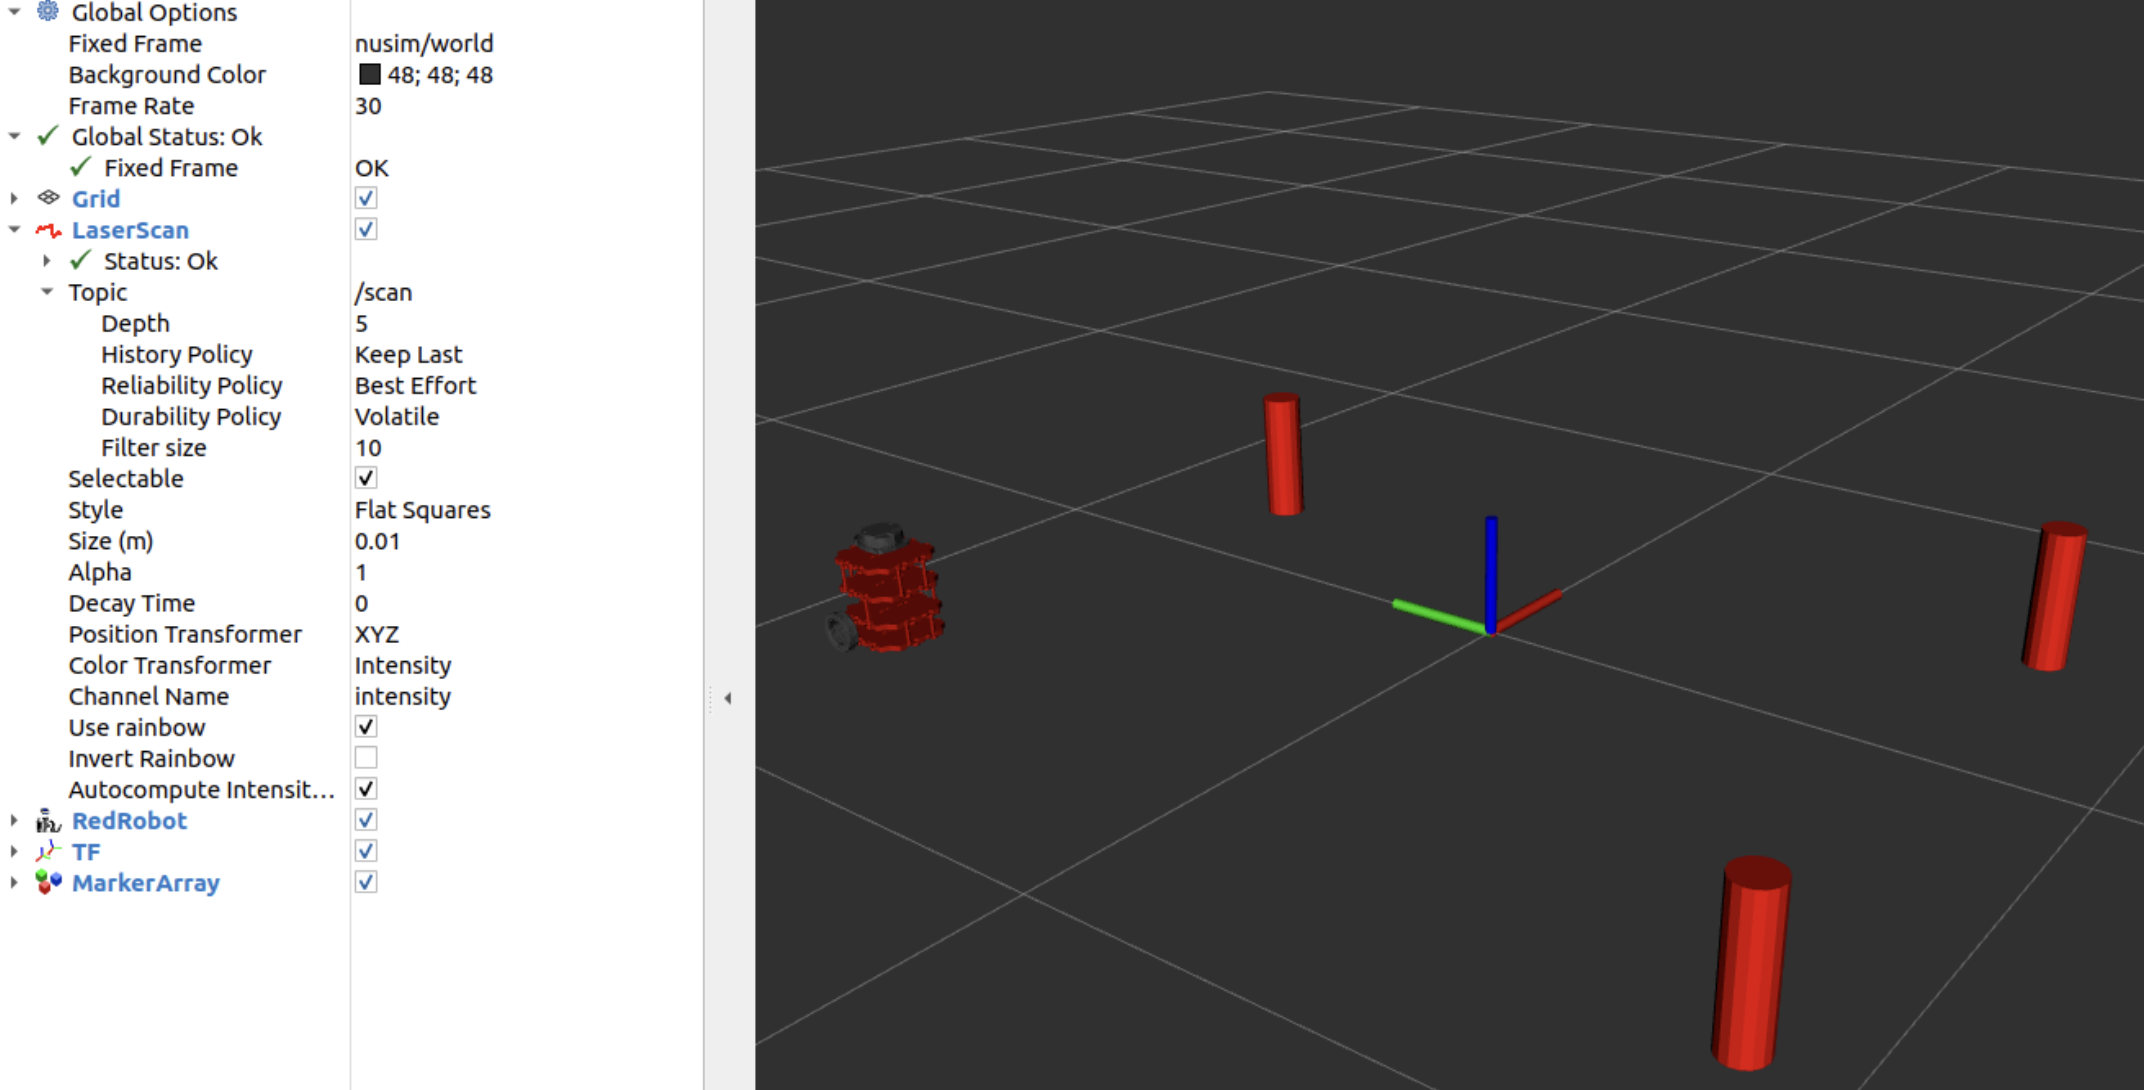 Global Options
Fixed Frame nusim/world
Background Color 48; 48; 48
Frame Rate 30
Global Status: Ok
Fixed Frame OK
Grid
LaserScan
Status: Ok
Topic /scan
Depth 5
History Policy Keep Last
Reliability Policy Best Effort
Durability Policy Volatile
Filter size 10
Selectable
Style Flat Squares
Size (m) 0.01
Alpha 1
Decay Time 0
Position Transformer XYZ
Color Transformer Intensity
Channel Name intensity
Use rainbow
Invert Rainbow
Autocompute Intensit...
RedRobot
TF
MarkerArray